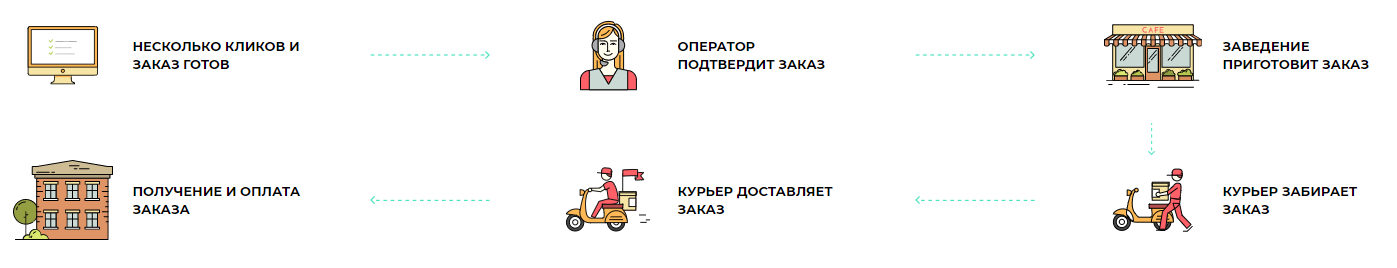 НЕСКОЛЬКО КЛИКОВ И
ЗАКАЗ ГОТОВ
ОПЕРАТОР
ПОДТВЕРДИТ ЗАКАЗ
CAFE
ЗАВЕДЕНИЕ
ПРИГОТОВИТ ЗАКАЗ
КУРЬЕР ЗАБИРАЕТ
ЗАКАЗ
КУРЬЕР ДОСТАВЛЯЕТ
ЗАКАЗ
ПОЛУЧЕНИЕ И ОПЛАТА
ЗАКАЗА